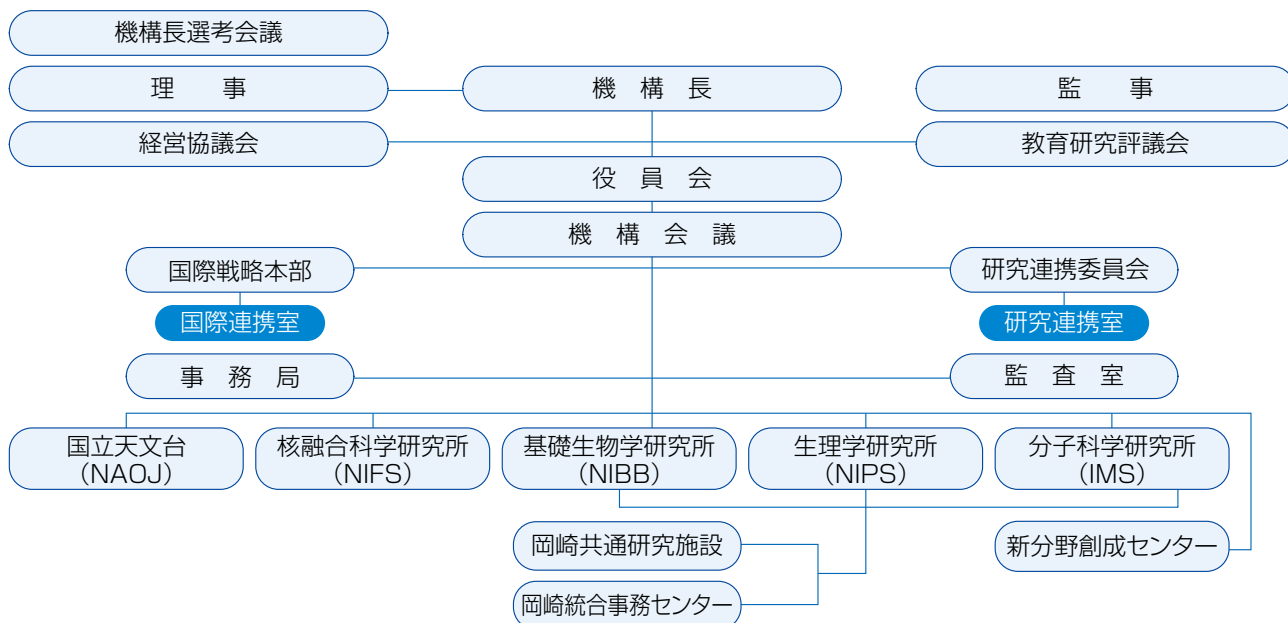 機構長選考会議
理　事
機 構 長
監　事
経営協議会
教育研究評議会
役 員 会
機 構 会 議
国際戦略本部
研究連携委員会
国際連携室
研究連携室
事 務 局
監 査 室
国立天文台
(NAOJ)
核融合科学研究所
(NIFS)
基礎生物学研究所
(NIBB)
生理学研究所
(NIPS)
分子科学研究所
(IMS)
岡崎共通研究施設
新分野創成センター
岡崎統合事務センター